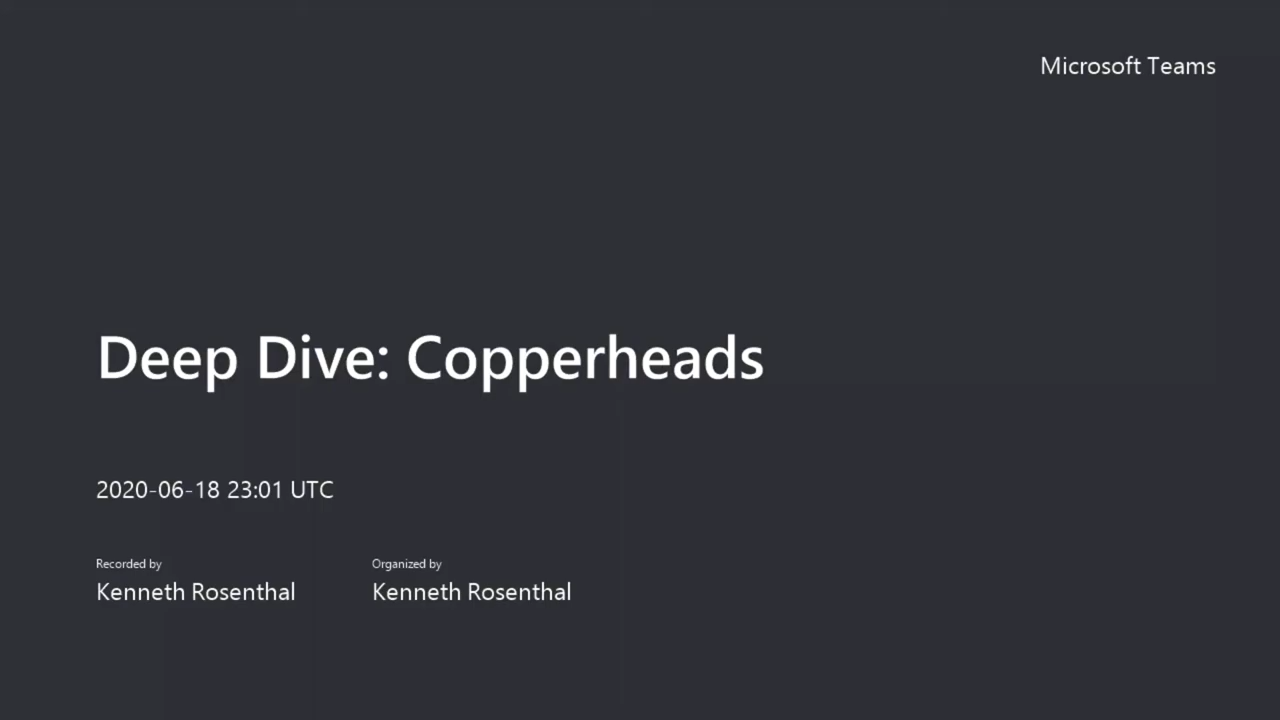 Microsoft Teams
Deep Dive: Copperheads
2020-06-18 23:01 UTC
Recorded by
Kenneth Rosenthal
Organized by
Kenneth Rosenthal